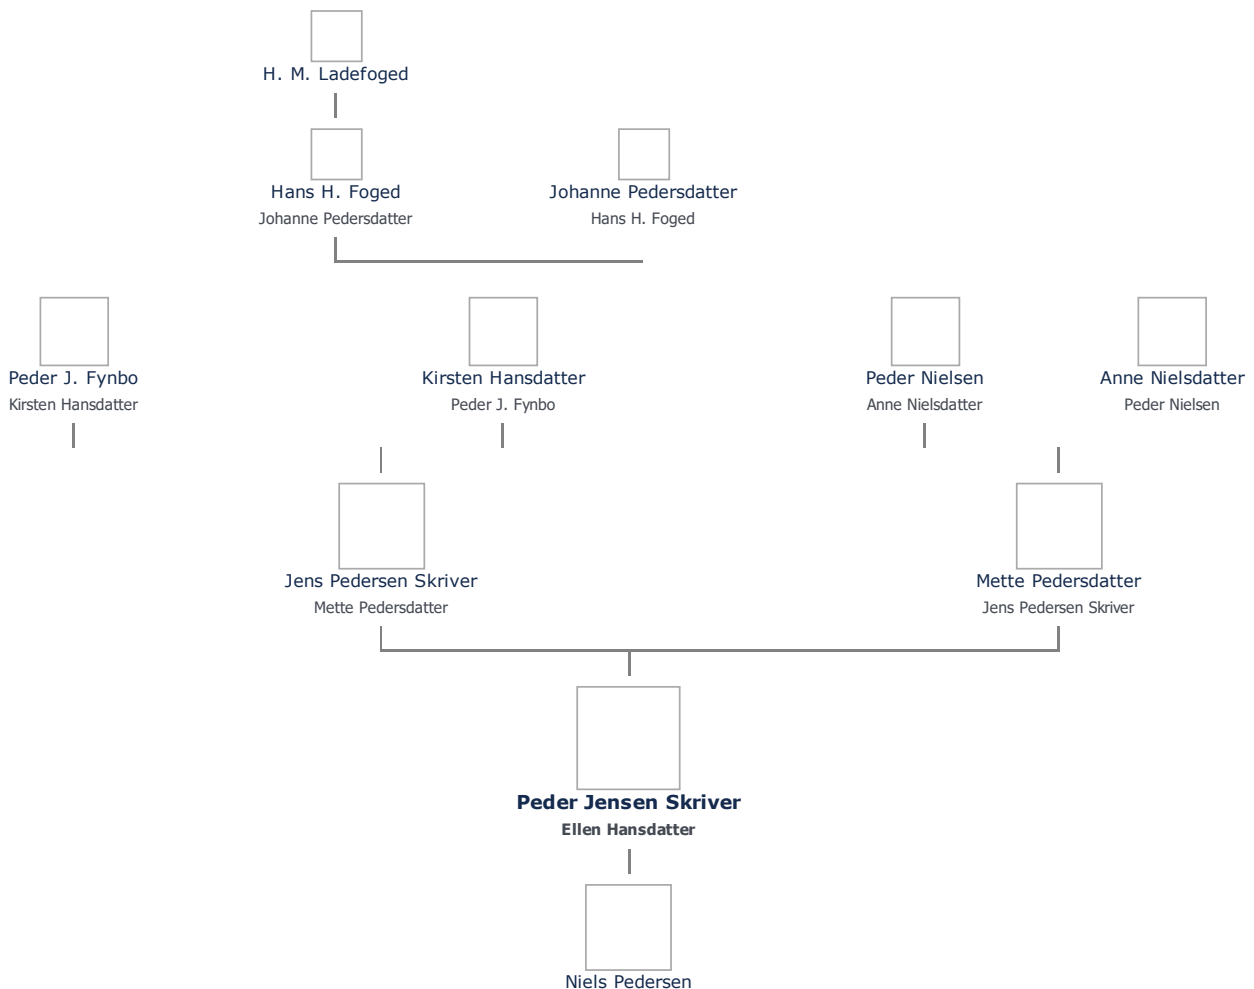 H. M. Ladefoged
Hans H. Foged
Johanne Pedersdatter
Johanne Pedersdatter
Hans H. Foged
Peder J. Fynbo
Kirsten Hansdatter
Kirsten Hansdatter
Peder J. Fynbo
Peder Nielsen
Anne Nielsdatter
Anne Nielsdatter
Peder Nielsen
Jens Pedersen Skriver
Mette Pedersdatter
Mette Pedersdatter
Jens Pedersen Skriver
Peder Jensen Skriver
Ellen Hansdatter
Niels Pedersen